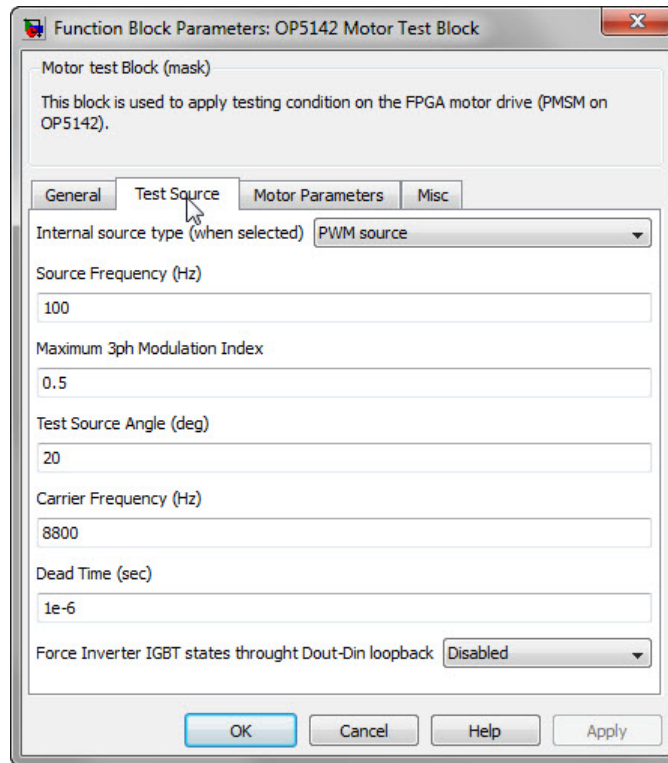 Function Block Parameters: OP5142 Motor Test Block
Motor test Block (mask)
This block is used to apply testing condition on the FPGA motor drive (PMSM on
OP5142).
General Test Source Motor Parameters Misc
Internal source type (when selected) PWM source
Source Frequency (Hz)
100
Maximum 3ph Modulation Index
0.5
Test Source Angle (deg)
20
Carrier Frequency (Hz)
8800
Dead Time (sec)
1e-6
Force Inverter IGBT states throught Dout-Din loopback Disabled
OK Cancel Help Apply